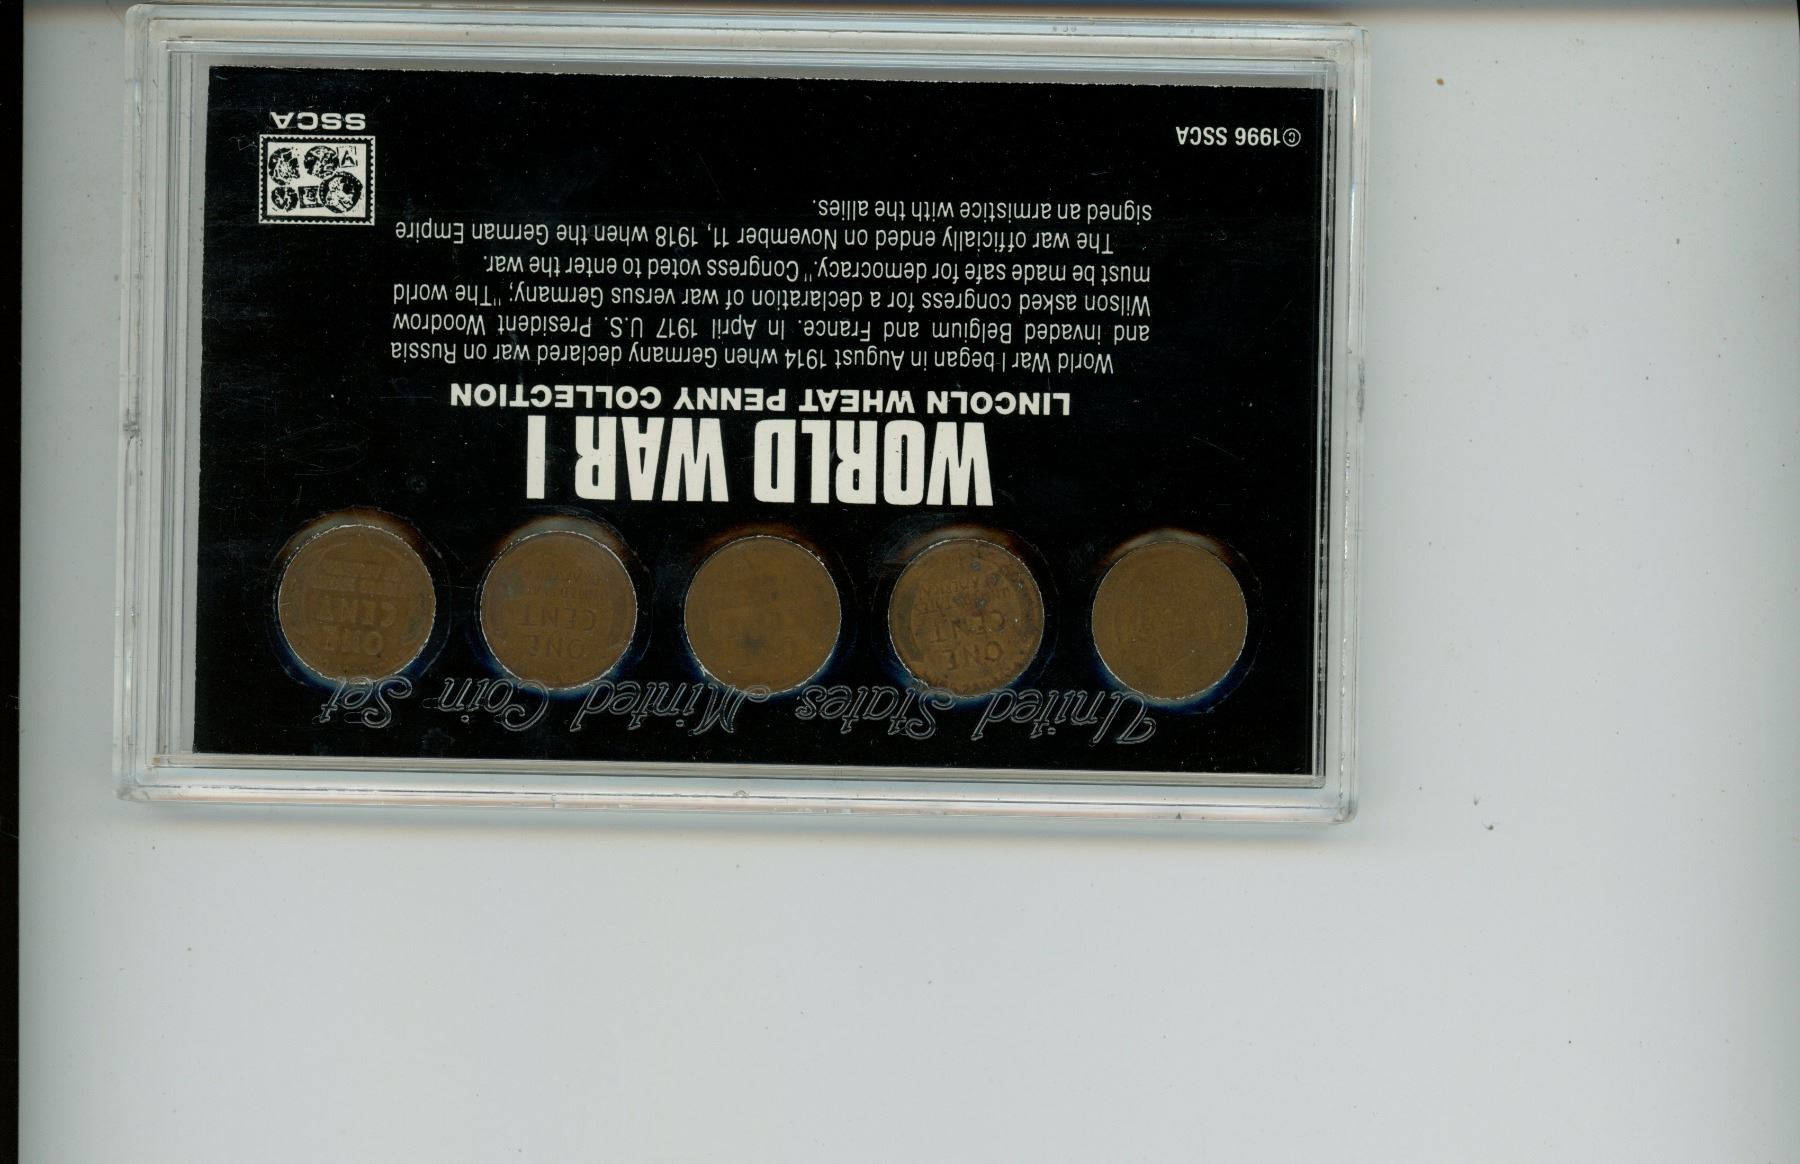 United States Minted Coin Set
ONE
CENT
UNITED STATES
OF AMERICA
ONE
CENT
ONE
CENT
WORLD WAR I
LINCOLN WHEAT PENNY COLLECTION
World War I began in August 1914 when Germany declared war on Russia
and invaded Belgium and France. In April 1917 U.S. President Woodrow
Wilson asked congress for a declaration of war versus Germany; "The world
must be made safe for democracy." Congress voted to enter the war.
The war officially ended on November 11, 1918 when the German Empire
signed an armistice with the allies.
©1996 SSCA
SSCA